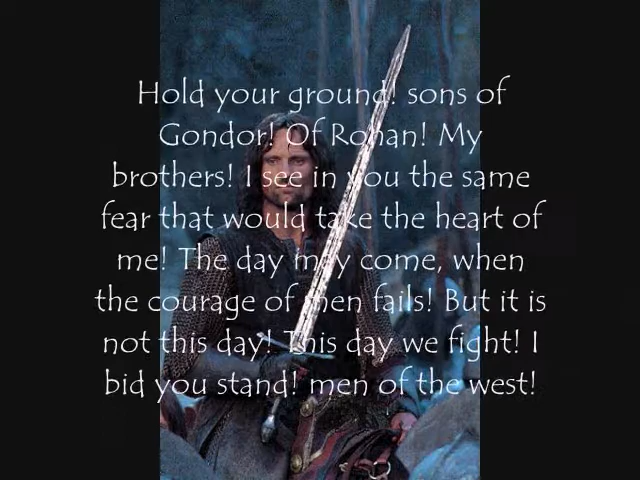 Hold your ground! sons of
Gondor! Of Rohan! My
brothers! I see in you the same
fear that would take the heart of
me! The day may come, when
the courage of men fails! But it is
not this day! This day we fight! I
bid you stand! men of the west!